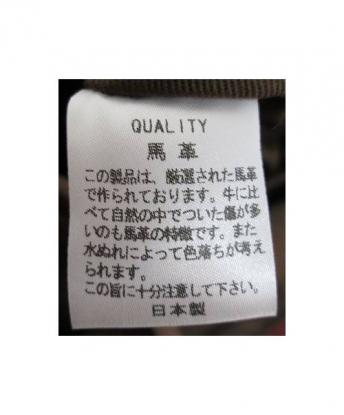 QUALITY
馬革
この製品は、厳選された馬革
で作られております。牛に比
べて自然の中でついた傷が多
いのも馬革の特徴です。また
水ぬれによって色落ちが考え
られます。
この旨に十分注意して下さい。
日本製